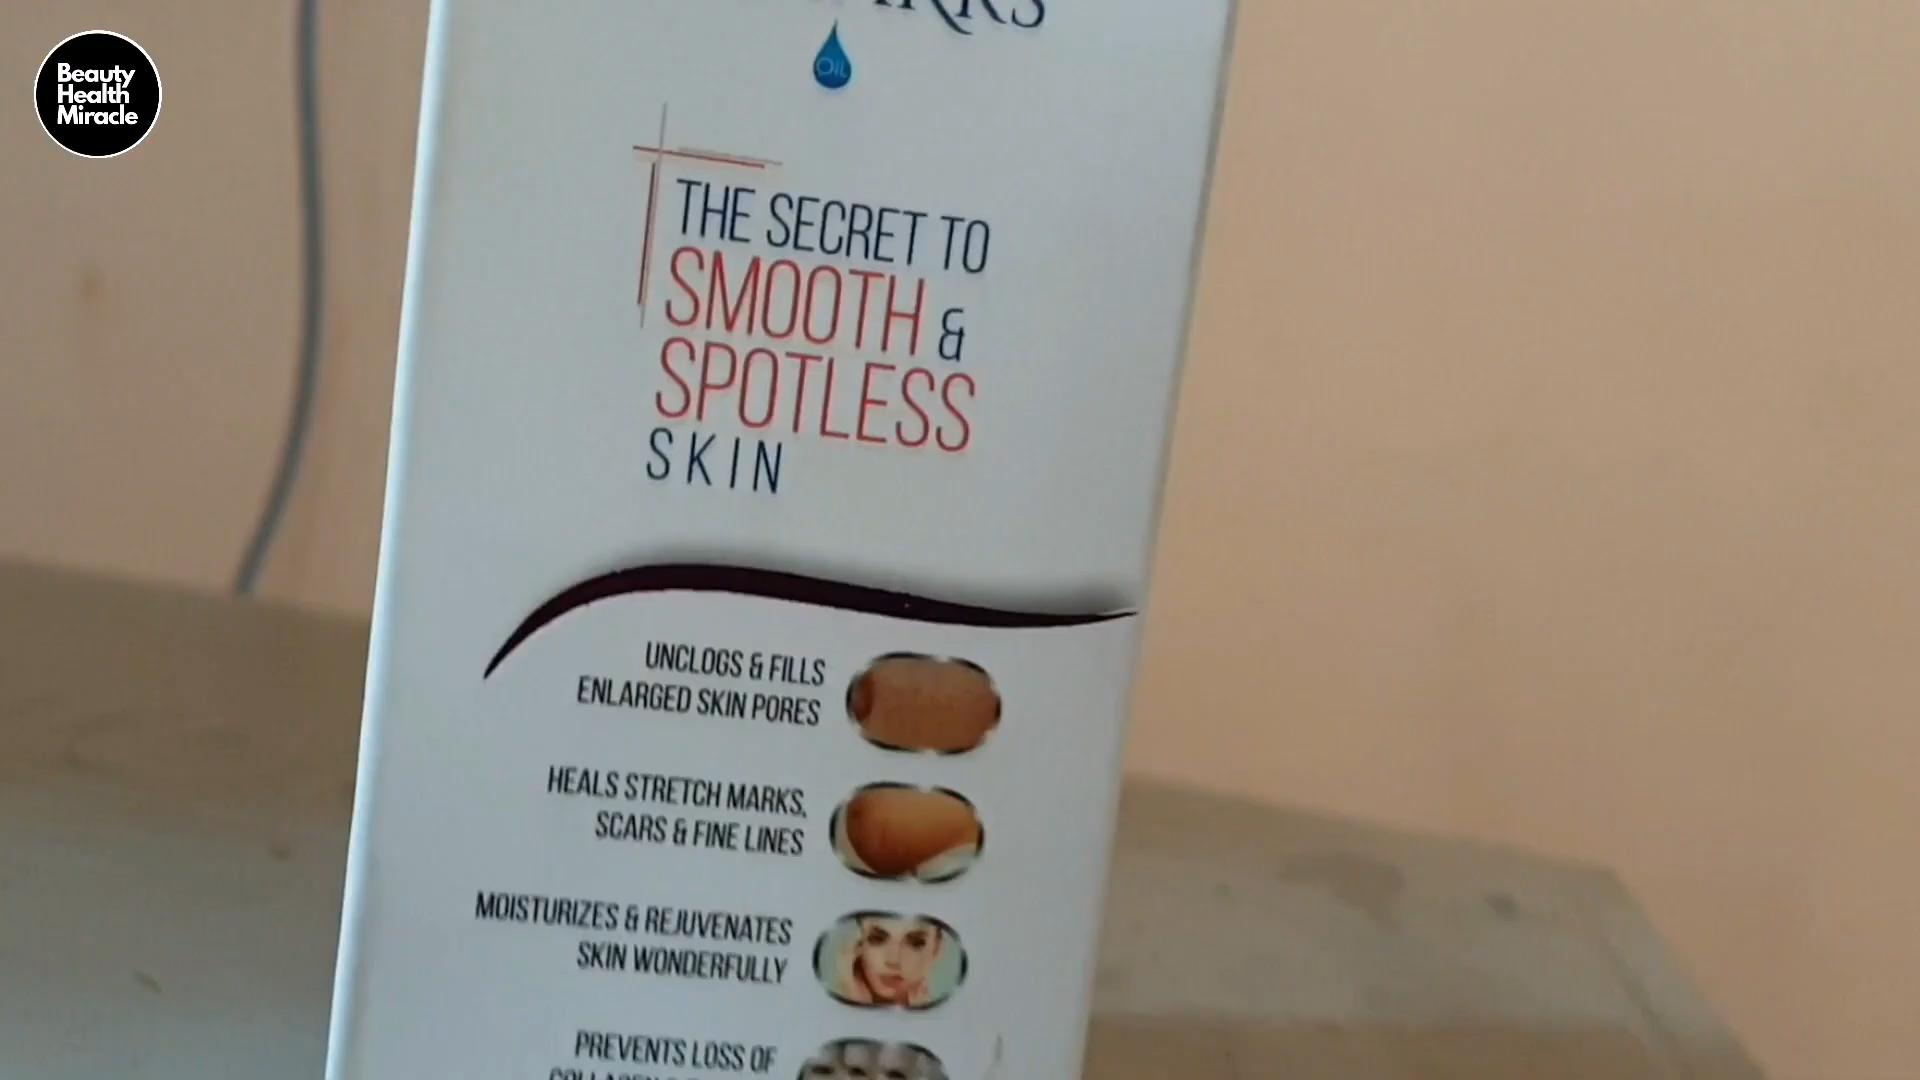 Beauty
Health
Miracle
OIL
THE SECRET TO
SMOOTH &
SPOTLESS
SKIN
UNCLOGS & FILLS
ENLARGED SKIN PORES
HEALS STRETCH MARKS,
SCARS & FINE LINES
MOISTURIZES & REJUVENATES
SKIN WONDERFULLY
PREVENTS LOSS OF